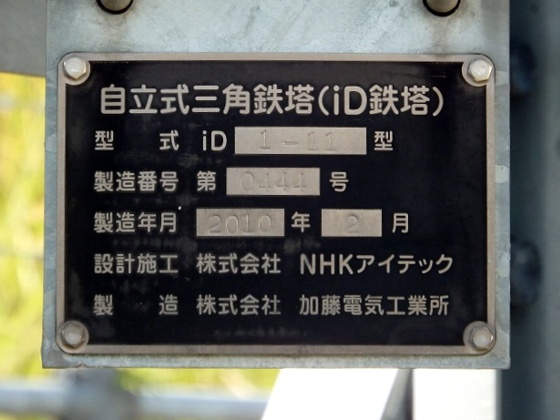 自立式三角鉄塔(iD鉄塔)
型 式 iD 1-11 型
製造番号 第 0444 号
製造年月 2010 年 2 月
設計施工 株式会社 NHKアイテック
製 造 株式会社 加藤電気工業所